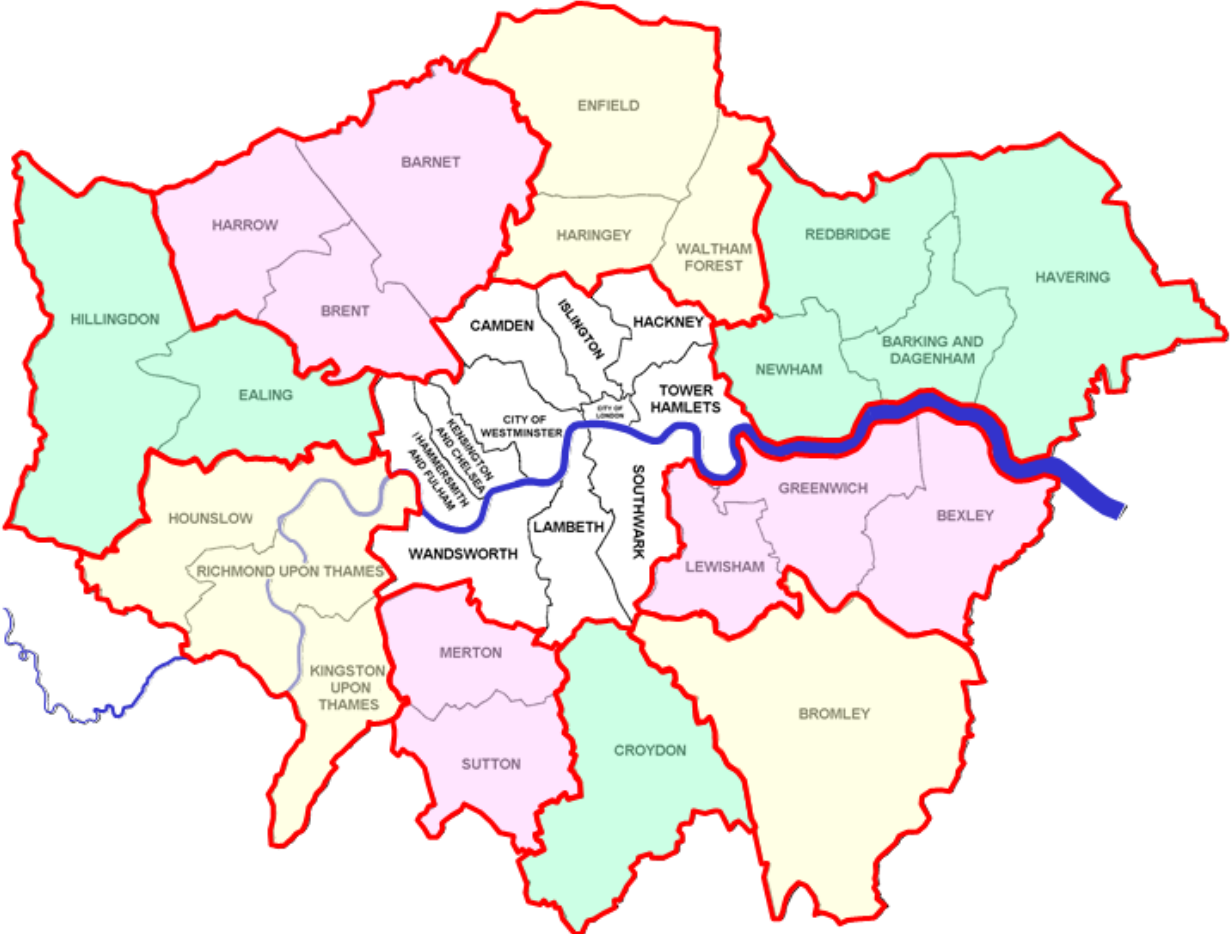 ENFIELD
BARNET
HARROW
HARINGEY
WALTHAM
FOREST
REDBRIDGE
HAVERING
HILLINGDON
BRENT
CAMDEN
ISLINGTON
HACKNEY
BARKING AND
DAGENHAM
NEWHAM
EALING
TOWER
HAMLETS
CITY OF
LONDON
CITY OF
WESTMINSTER
KENSINGTON
AND CHELSEA
HAMMERSMITH
AND FULHAM
HOUNSLOW
GREENWICH
BEXLEY
SOUTHWARK
LAMBETH
WANDSWORTH
LEWISHAM
RICHMOND UPON THAMES
MERTON
KINGSTON
UPON
THAMES
BROMLEY
CROYDON
SUTTON